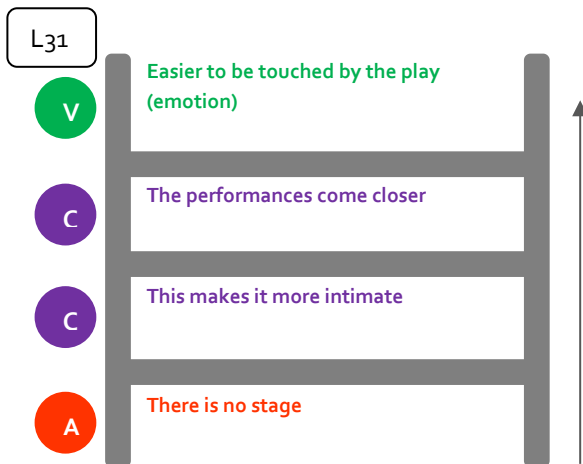 L31
V
Easier to be touched by the play
(emotion)
C
The performances come closer
C
This makes it more intimate
A
There is no stage